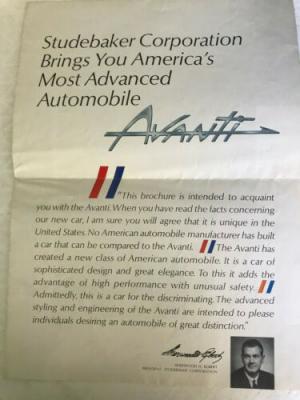 Studebaker Corporation
Brings You America's
Most Advanced
Automobile
Avanti
"This brochure is intended to acquaint
you with the Avanti. When you have read the facts concerning
our new car, I am sure you will agree that it is unique in the
United States. No American automobile manufacturer has built
a car that can be compared to the Avanti. The Avanti has
created a new class of American automobile. It is a car of
sophisticated design and great elegance. To this it adds the
advantage of high performance with unusual safety.
Admittedly, this is a car for the discriminating. The advanced
styling and engineering of the Avanti are intended to please
individuals desiring an automobile of great distinction."
SHERWOOD H. EGBERT
PRESIDENT, STUDEBAKER CORPORATION